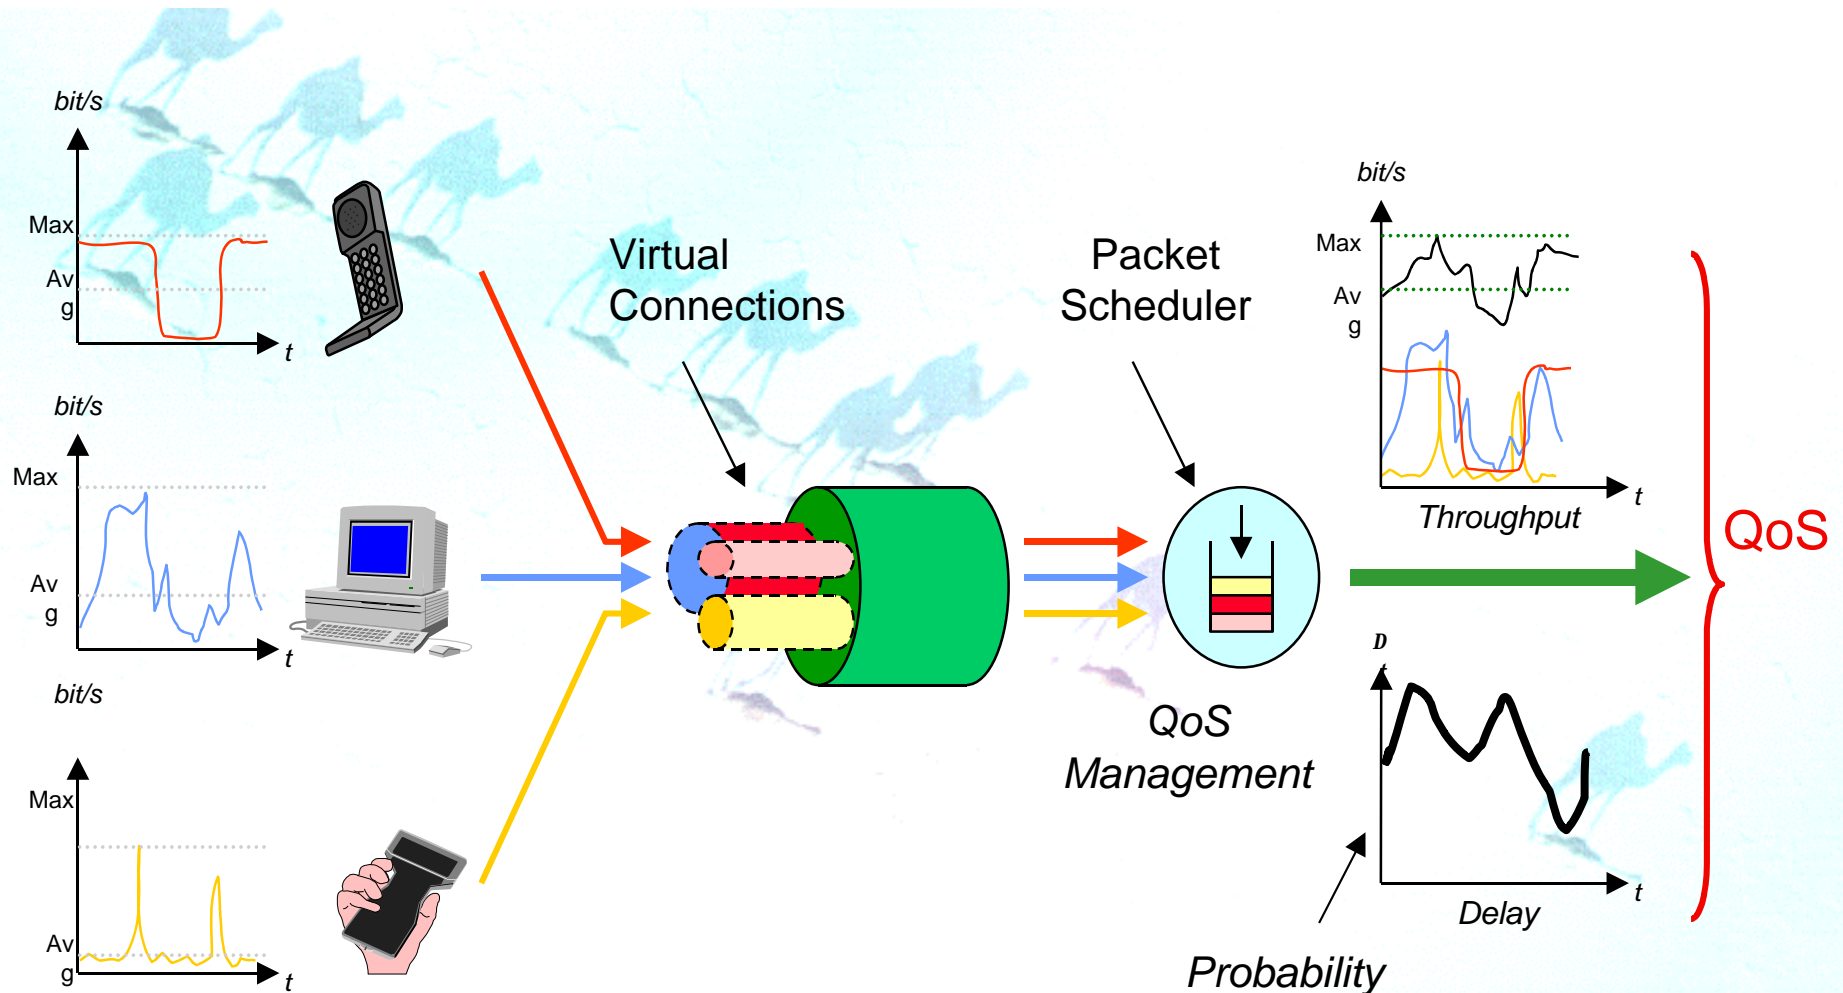 bit/s
Max
Av
g
t
bit/s
Max
Av
g
t
bit/s
Max
Av
g
t
Virtual
Connections
Packet
Scheduler
QoS
Management
bit/s
Max
Av
g
t
Throughput
D
t
Delay
Probability
QoS